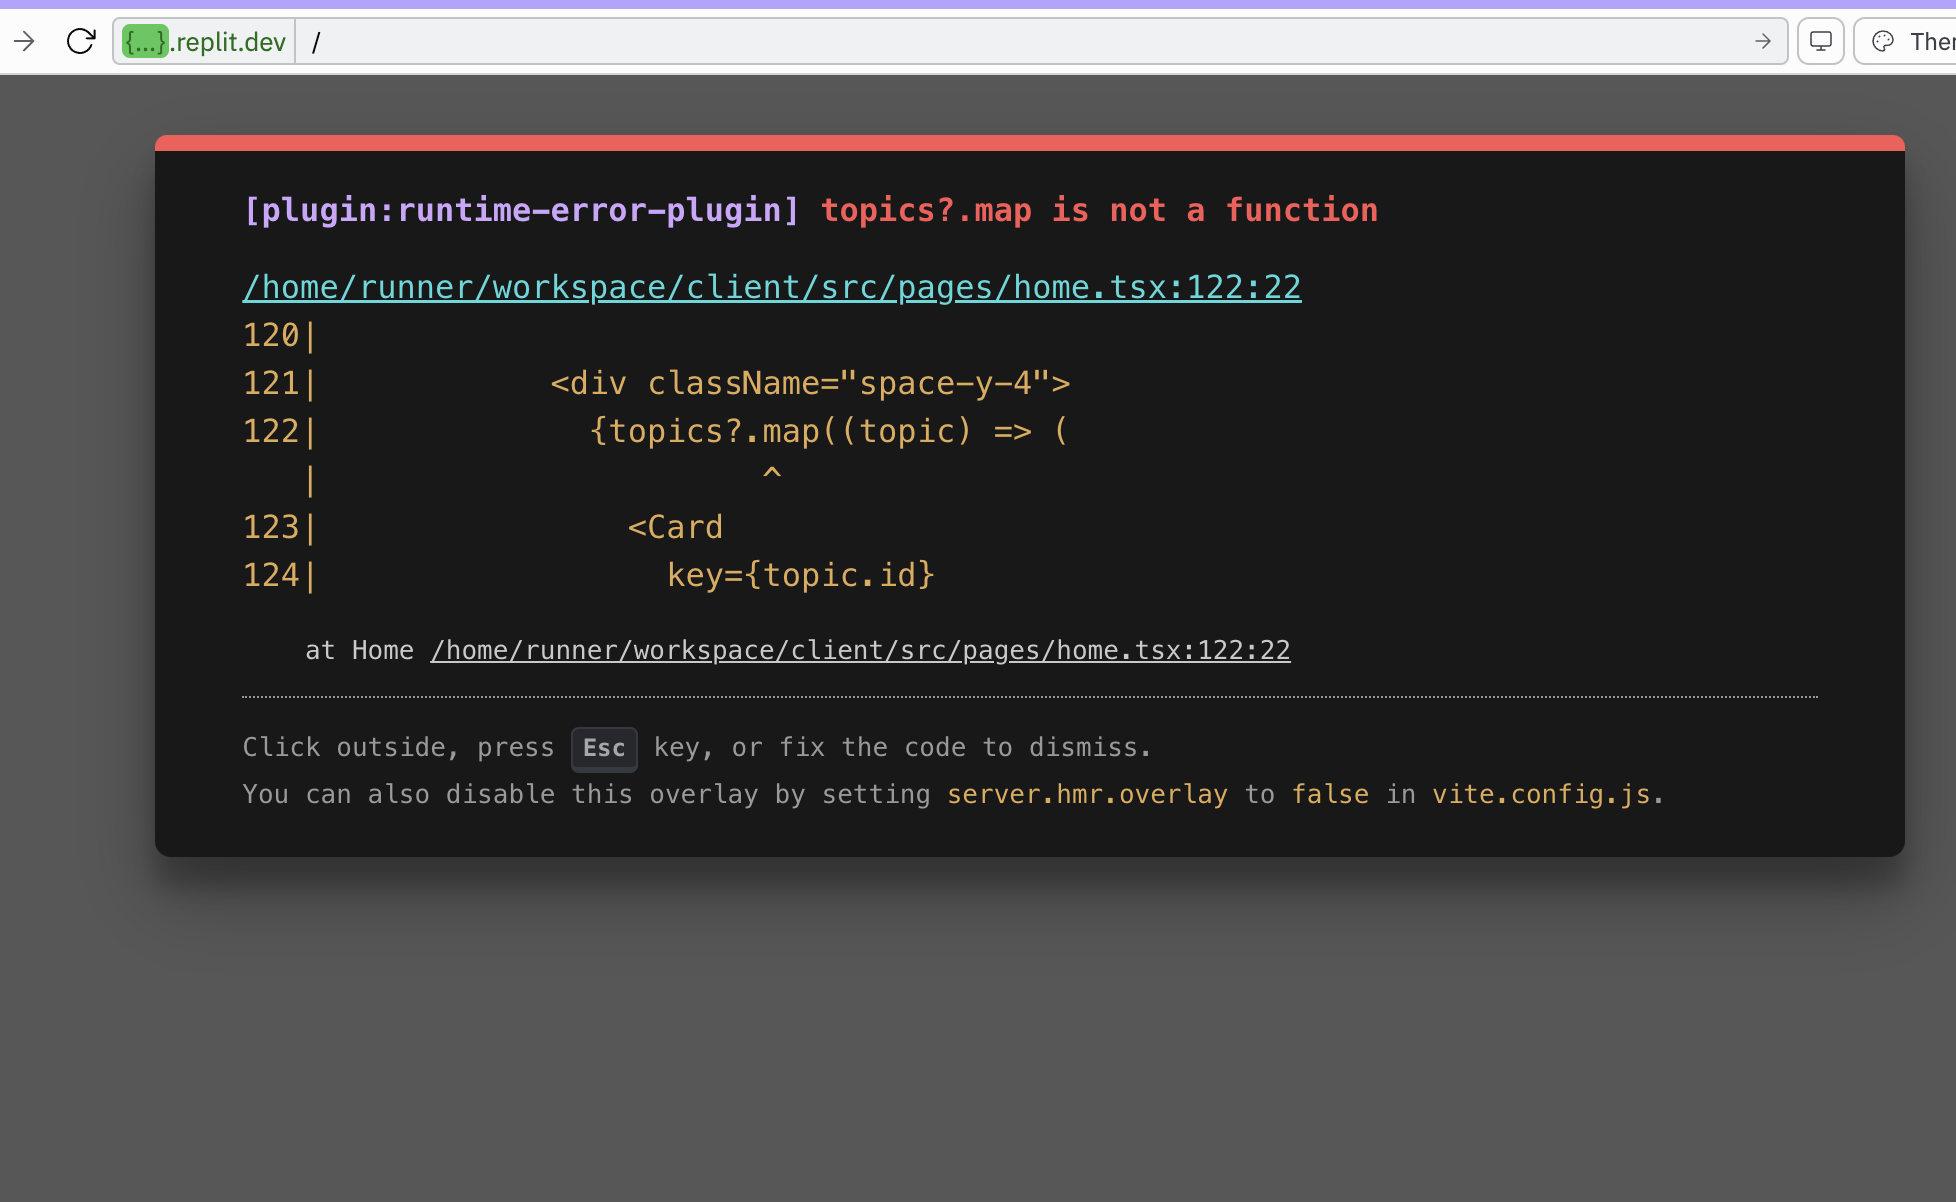 {...}.replit.dev /
Ther
[plugin:runtime-error-plugin] topics?.map is not a function
/home/runner/workspace/client/src/pages/home.tsx:122:22
120|
121|            <div className="space-y-4">
122|              {topics?.map((topic) => (
   |                       ^
123|                <Card
124|                  key={topic.id}
at Home /home/runner/workspace/client/src/pages/home.tsx:122:22
Click outside, press Esc key, or fix the code to dismiss.
You can also disable this overlay by setting server.hmr.overlay to false in vite.config.js.